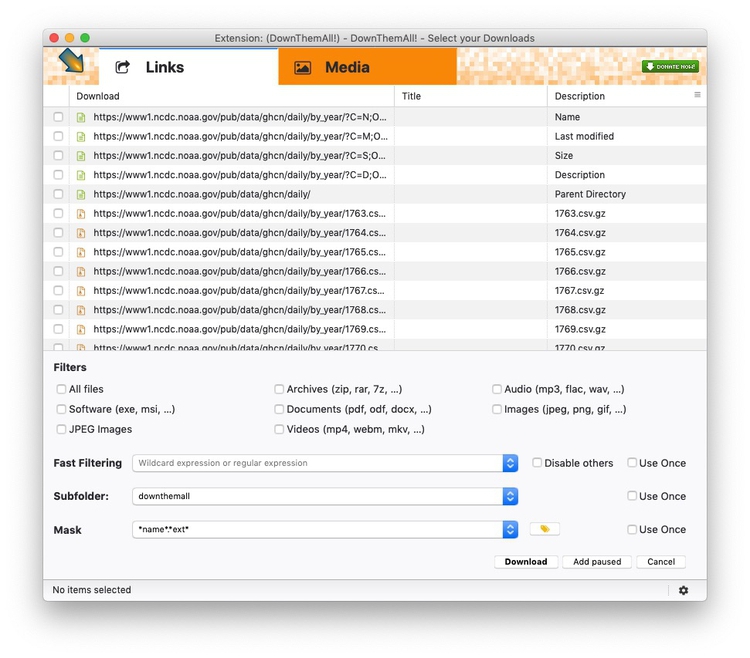 Extension: (DownThemAll!) - DownThemAll! - Select your Downloads
Links Media DONATE NOW!
Download Title Description
https://www1.ncdc.noaa.gov/pub/data/ghcn/daily/by_year/?C=N;O... Name
https://www1.ncdc.noaa.gov/pub/data/ghcn/daily/by_year/?C=M;O... Last modified
https://www1.ncdc.noaa.gov/pub/data/ghcn/daily/by_year/?C=S;O... Size
https://www1.ncdc.noaa.gov/pub/data/ghcn/daily/by_year/?C=D;O... Description
https://www1.ncdc.noaa.gov/pub/data/ghcn/daily/ Parent Directory
https://www1.ncdc.noaa.gov/pub/data/ghcn/daily/by_year/1763.cs... 1763.csv.gz
https://www1.ncdc.noaa.gov/pub/data/ghcn/daily/by_year/1764.cs... 1764.csv.gz
https://www1.ncdc.noaa.gov/pub/data/ghcn/daily/by_year/1765.cs... 1765.csv.gz
https://www1.ncdc.noaa.gov/pub/data/ghcn/daily/by_year/1766.cs... 1766.csv.gz
https://www1.ncdc.noaa.gov/pub/data/ghcn/daily/by_year/1767.cs... 1767.csv.gz
https://www1.ncdc.noaa.gov/pub/data/ghcn/daily/by_year/1768.cs... 1768.csv.gz
https://www1.ncdc.noaa.gov/pub/data/ghcn/daily/by_year/1769.cs... 1769.csv.gz
https://www1.ncdc.noaa.gov/pub/data/ghcn/daily/by_year/1770.cs... 1770.csv.gz
Filters
All files Archives (zip, rar, 7z, ...) Audio (mp3, flac, wav, ...)
Software (exe, msi, ...) Documents (pdf, odf, docx, ...) Images (jpeg, png, gif, ...)
JPEG Images Videos (mp4, webm, mkv, ...)
Fast Filtering Wildcard expression or regular expression Disable others Use Once
Subfolder: downthemall Use Once
Mask *name*.*ext* Use Once
Download Add paused Cancel
No items selected